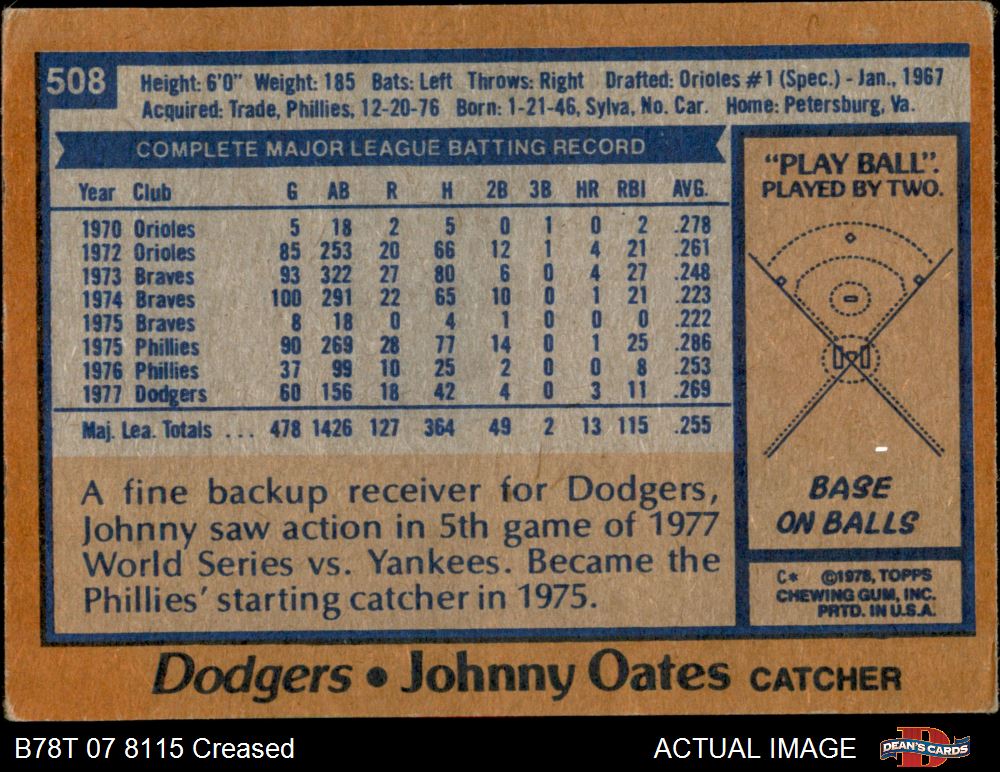 508
Height: 6'0" Weight: 185 Bats: Left Throws: Right Drafted: Orioles #1 (Spec.) - Jan., 1967
Acquired: Trade, Phillies, 12-20-76 Born: 1-21-46, Sylva, No. Car. Home: Petersburg, Va.
COMPLETE MAJOR LEAGUE BATTING RECORD
Year Club G AB R H 2B 3B HR RBI AVG.
1970 Orioles 5 18 2 5 0 1 0 2 .278
1972 Orioles 85 253 20 66 12 1 4 21 .261
1973 Braves 93 322 27 80 6 0 4 27 .248
1974 Braves 100 291 22 65 10 0 1 21 .223
1975 Braves 8 18 0 4 1 0 0 0 .222
1975 Phillies 90 269 28 77 14 0 1 25 .286
1976 Phillies 37 99 10 25 2 0 0 8 .253
1977 Dodgers 60 156 18 42 4 0 3 11 .269
Maj. Lea. Totals ... 478 1426 127 364 49 2 13 115 .255
A fine backup receiver for Dodgers,
Johnny saw action in 5th game of 1977
World Series vs. Yankees. Became the
Phillies' starting catcher in 1975.
"PLAY BALL".
PLAYED BY TWO.
BASE
ON BALLS
C* ©1978, TOPPS
CHEWING GUM, INC.
PRTD. IN U.S.A.
Dodgers • Johnny Oates CATCHER
B78T 07 8115 Creased
ACTUAL IMAGE
DEAN'S CARDS